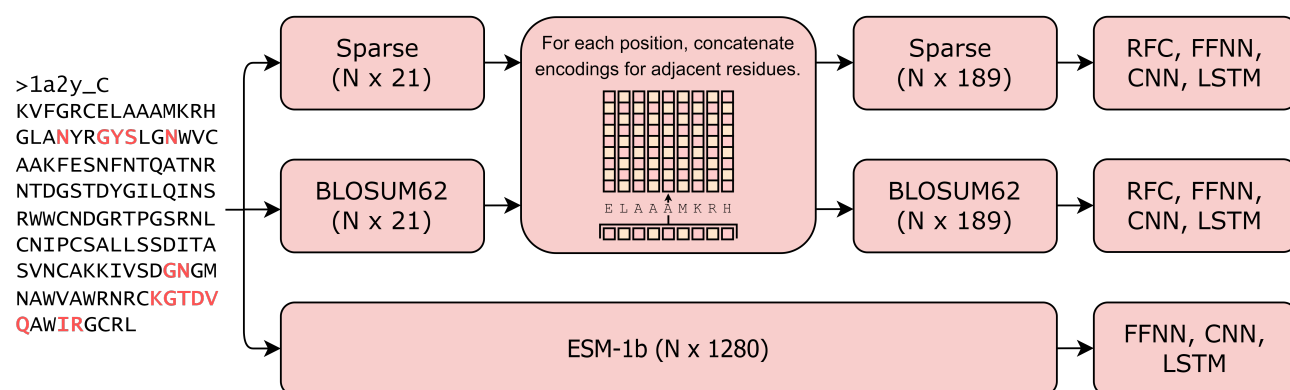 >1a2y_C
KVFGRCELAAAMKRH
GLANYRGYSLGNWVC
AAKFESNFNTQATNR
NTDGSTDYGILQINS
RWWCNDGRTPGSRNL
CNIPCSALLSSDITA
SVNCAKKIVSDGNGM
NAWVAWRNRCKGTDV
QAWIRGCRL
Sparse
(N x 21)
For each position, concatenate
encodings for adjacent residues.
E L A A A M K R H
Sparse
(N x 189)
RFC, FFNN,
CNN, LSTM
BLOSUM62
(N x 21)
BLOSUM62
(N x 189)
RFC, FFNN,
CNN, LSTM
ESM-1b (N x 1280)
FFNN, CNN,
LSTM